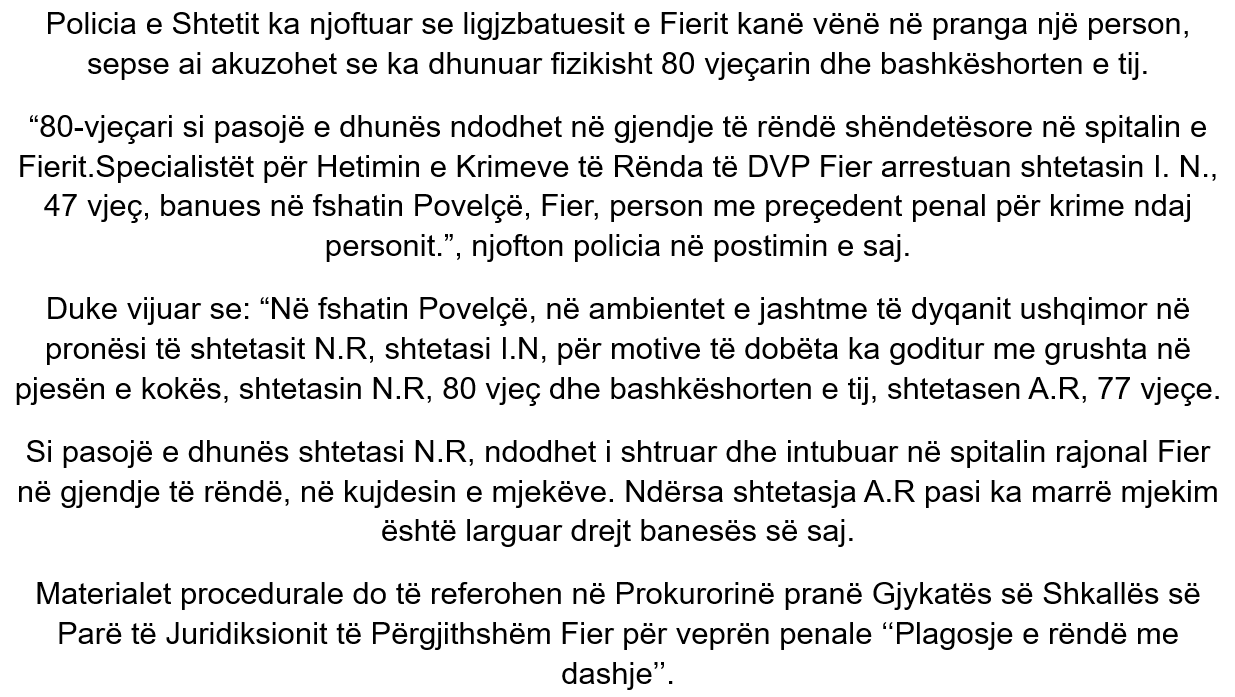 Policia e Shtetit ka njoftuar se ligjzbatuesit e Fierit kanë vënë në pranga një person,
sepse ai akuzohet se ka dhunuar fizikisht 80 vjeçarin dhe bashkëshorten e tij.
“80-vjeçari si pasojë e dhunës ndodhet në gjendje të rëndë shëndetësore në spitalin e
Fierit.Specialistët për Hetimin e Krimeve të Rënda të DVP Fier arrestuan shtetasin I. N.,
47 vjeç, banues në fshatin Povelçë, Fier, person me preçedent penal për krime ndaj
personit.”, njofton policia në postimin e saj.
Duke vijuar se: “Në fshatin Povelçë, në ambientet e jashtme të dyqanit ushqimor në
pronësi të shtetasit N.R, shtetasi I.N, për motive të dobëta ka goditur me grushta në
pjesën e kokës, shtetasin N.R, 80 vjeç dhe bashkëshorten e tij, shtetasen A.R, 77 vjeçe.
Si pasojë e dhunës shtetasi N.R, ndodhet i shtruar dhe intubuar në spitalin rajonal Fier
në gjendje të rëndë, në kujdesin e mjekëve. Ndërsa shtetasja A.R pasi ka marrë mjekim
është larguar drejt banesës së saj.
Materialet procedurale do të referohen në Prokurorinë pranë Gjykatës së Shkallës së
Parë të Juridiksionit të Përgjithshëm Fier për veprën penale ‘‘Plagosje e rëndë me
dashje’’.